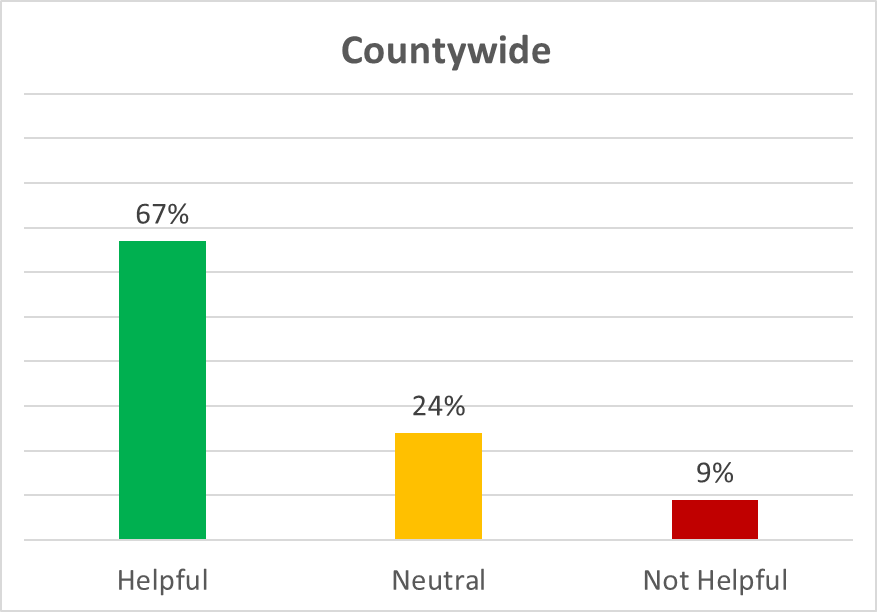 Countywide
67%
24%
9%
Helpful
Neutral
Not Helpful